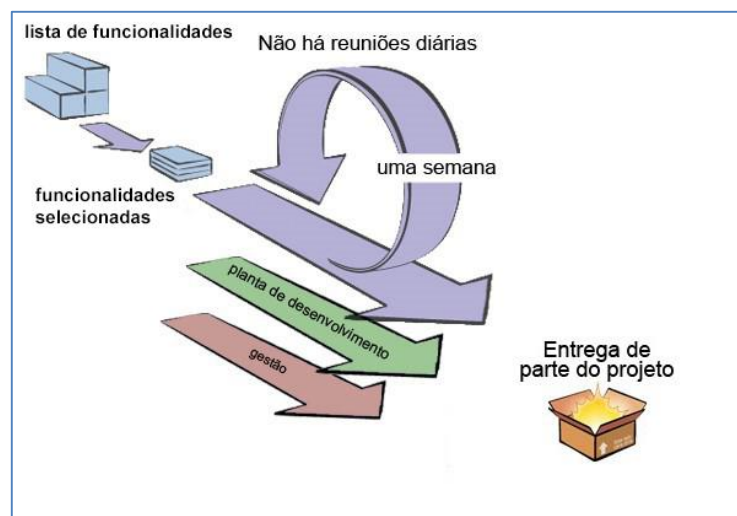 lista de funcionalidades
Não há reuniões diárias
uma semana
funcionalidades
selecionadas
planta de desenvolvimento
gestão
Entrega de
parte do projeto